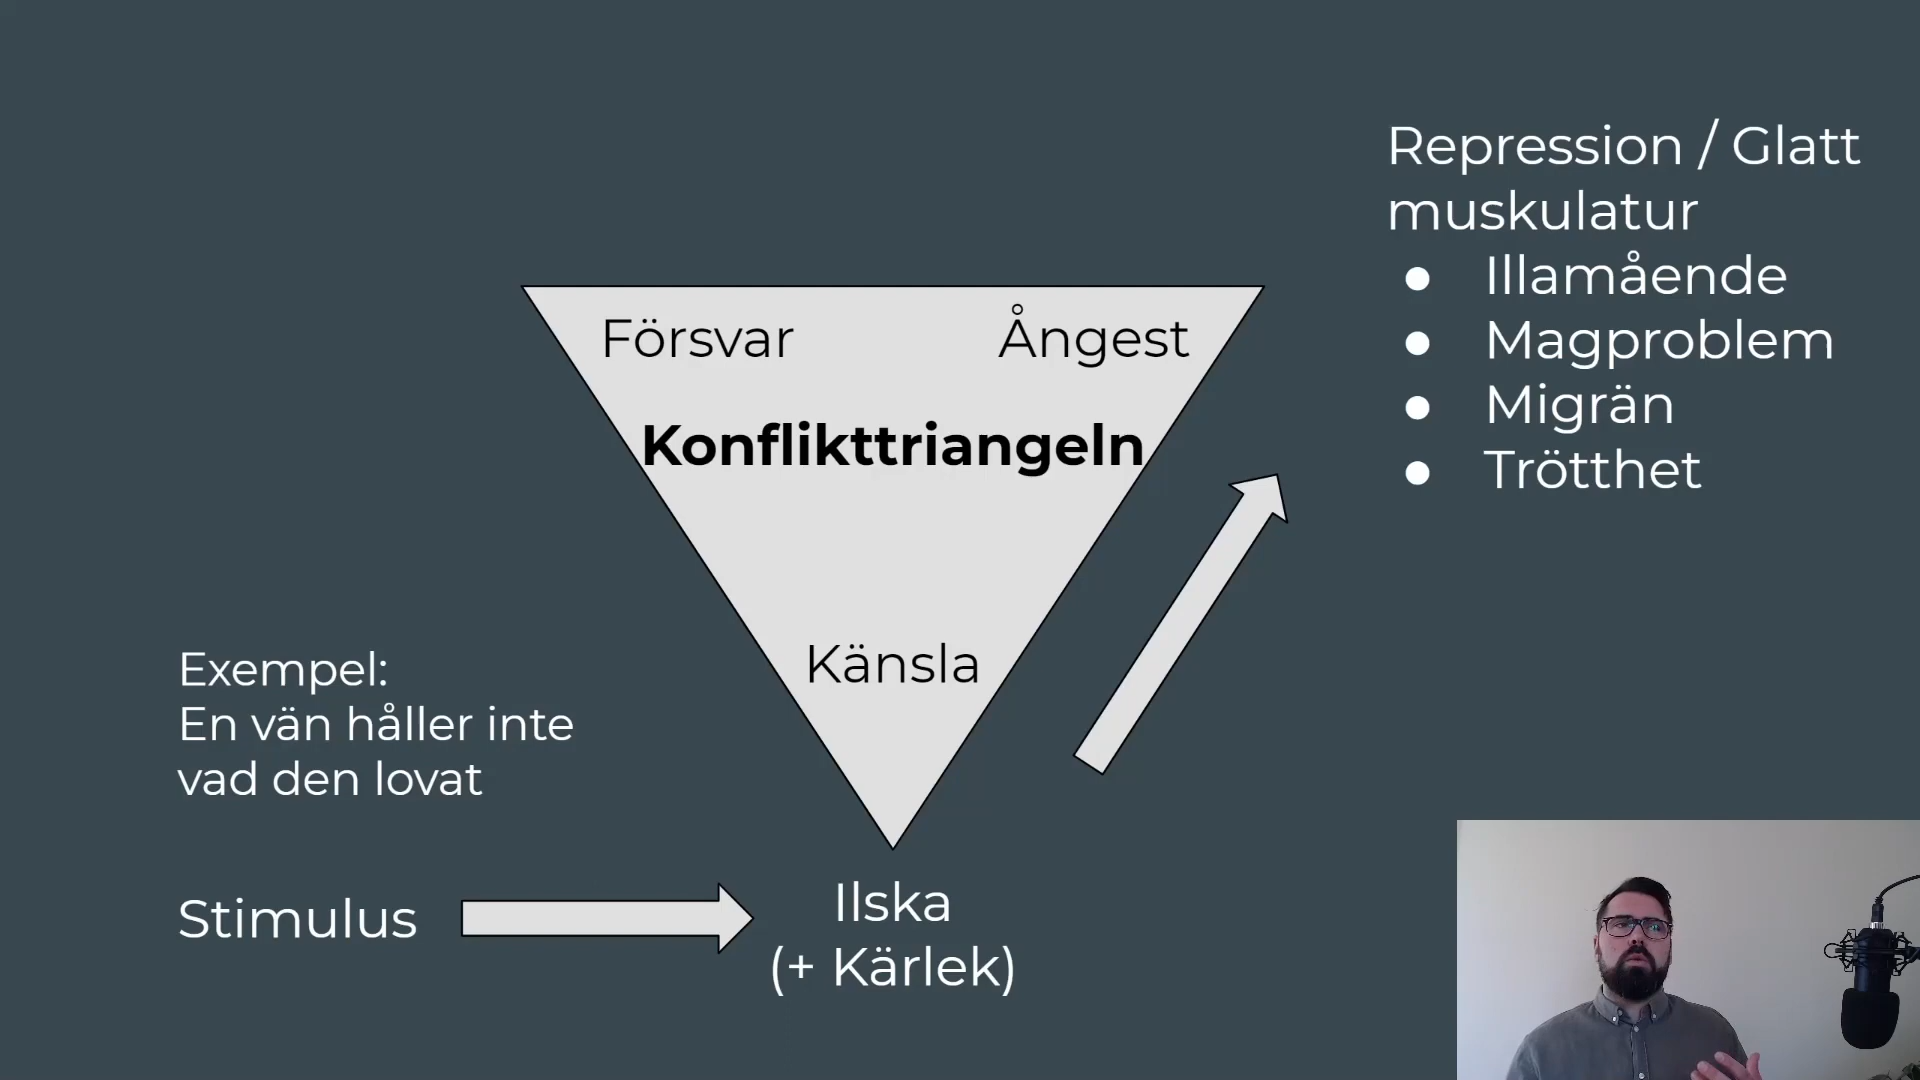 Repression / Glatt
muskulatur
● Illamående
● Magproblem
● Migrän
● Trötthet
Försvar
Ångest
Konflikttriangeln
Känsla
Exempel:
En vän håller inte
vad den lovat
Stimulus
Ilska
(+ Kärlek)